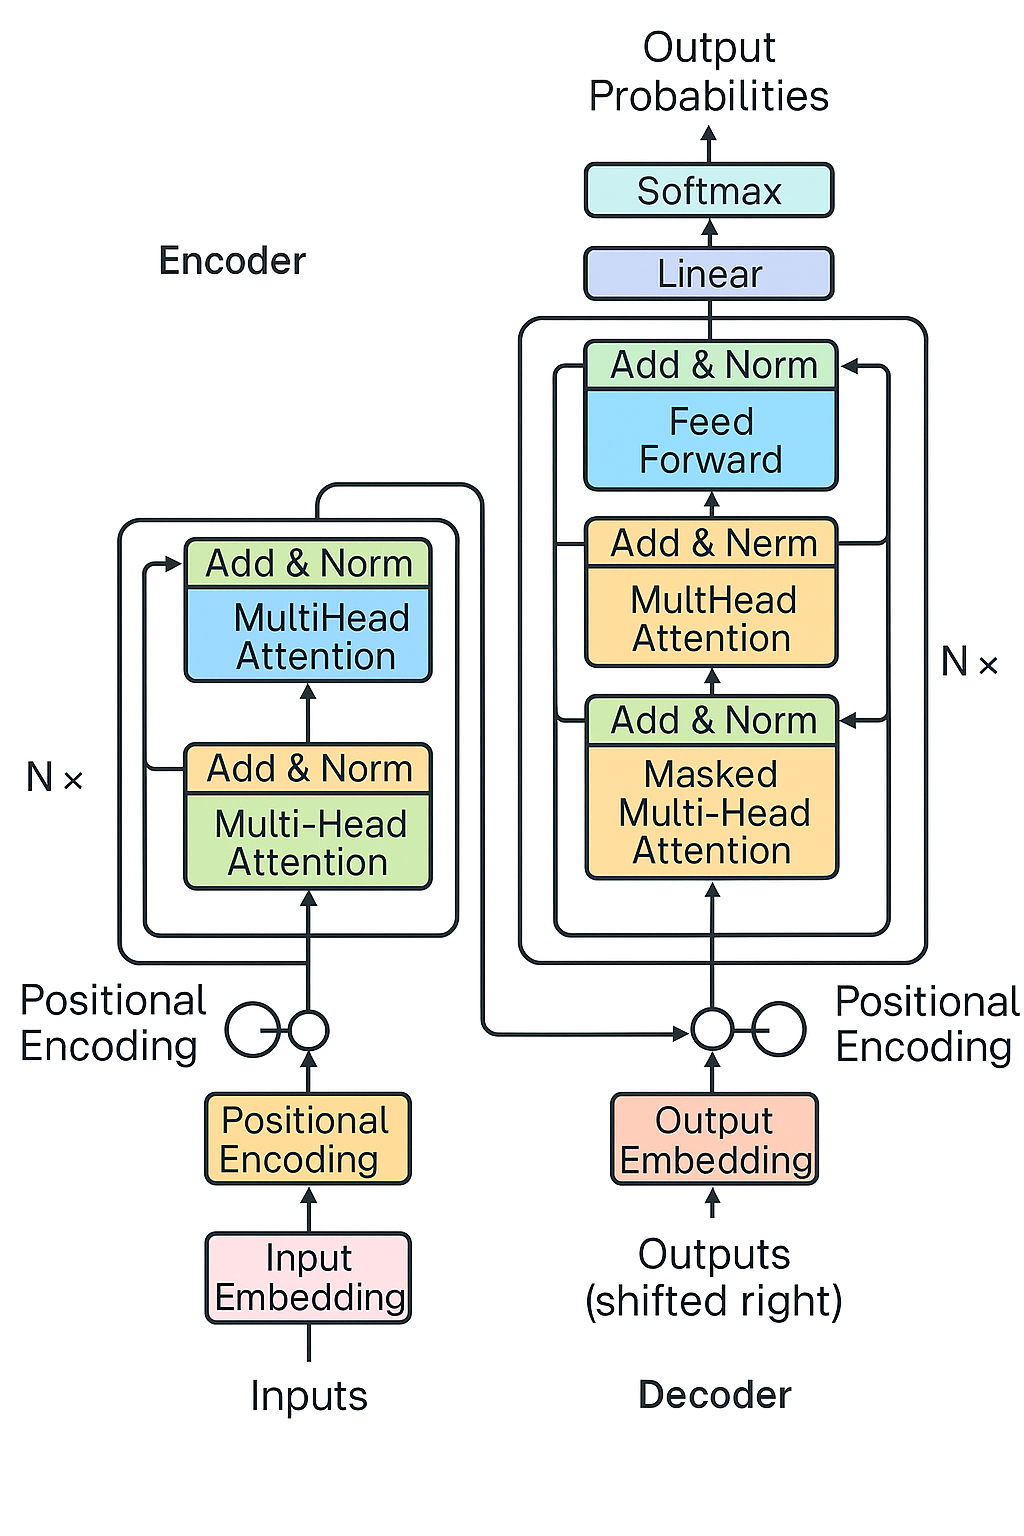 Output
Probabilities
Softmax
Linear
Encoder
Add & Norm
Feed
Forward
Add & Nerm
MultHead
Attention
Add & Norm
Masked
Multi-Head
Attention
N ×
Add & Norm
MultiHead
Attention
Add & Norm
Multi-Head
Attention
N ×
Positional
Encoding
Positional
Encoding
Positional
Encoding
Output
Embedding
Input
Embedding
Outputs
(shifted right)
Inputs
Decoder